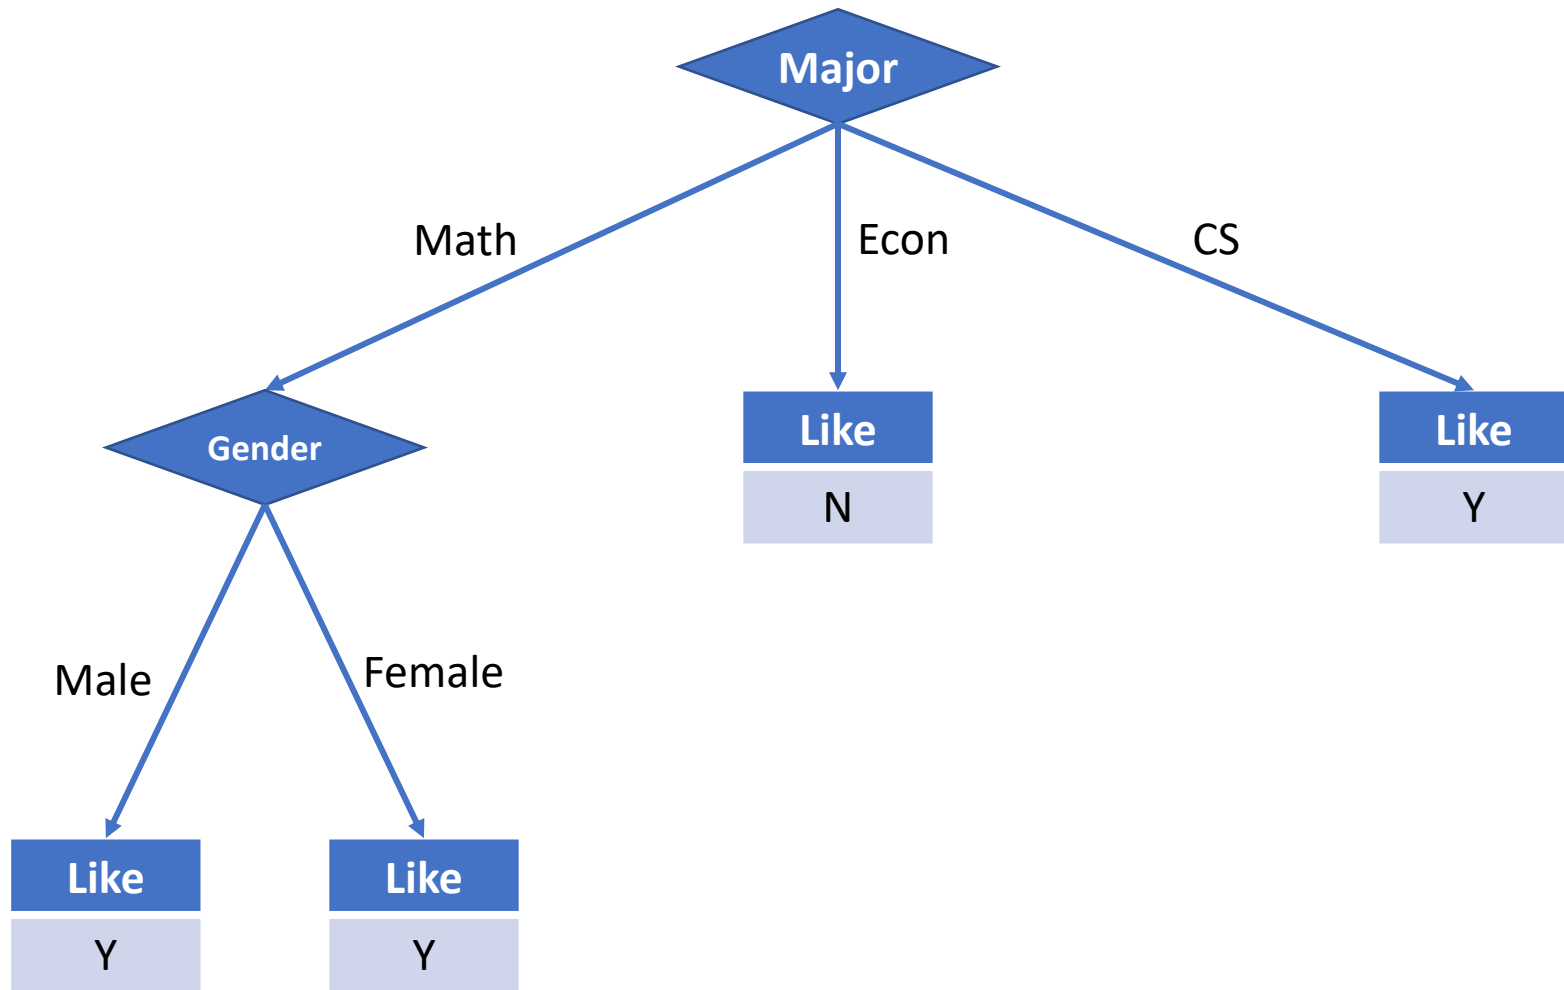 Major
Math
Econ
CS
Gender
Like
N
Like
Y
Male
Female
Like
Y
Like
Y